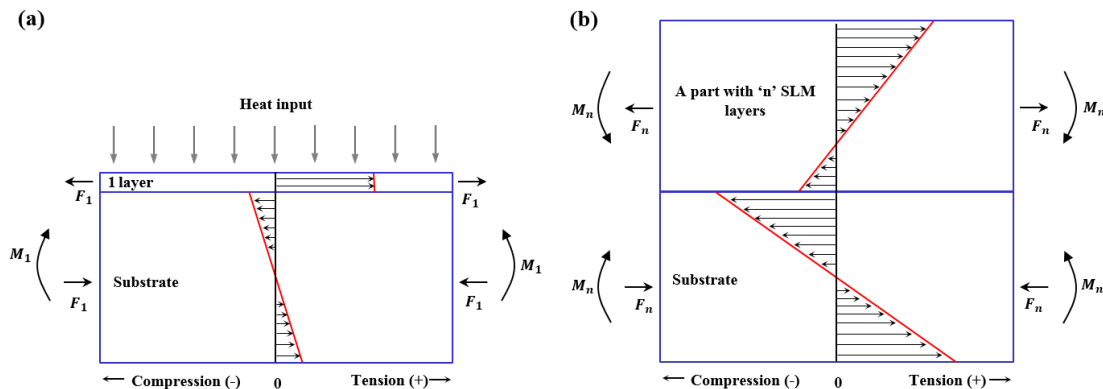 (a)
Heat input
1 layer
F₁
F₁
M₁
M₁
Substrate
F₁
F₁
← Compression (-)
0
Tension (+) →
(b)
A part with ‘n’ SLM
layers
Mₙ
Fₙ
Fₙ
Mₙ
Substrate
Mₙ
Fₙ
Fₙ
Mₙ
← Compression (-)
0
Tension (+) →